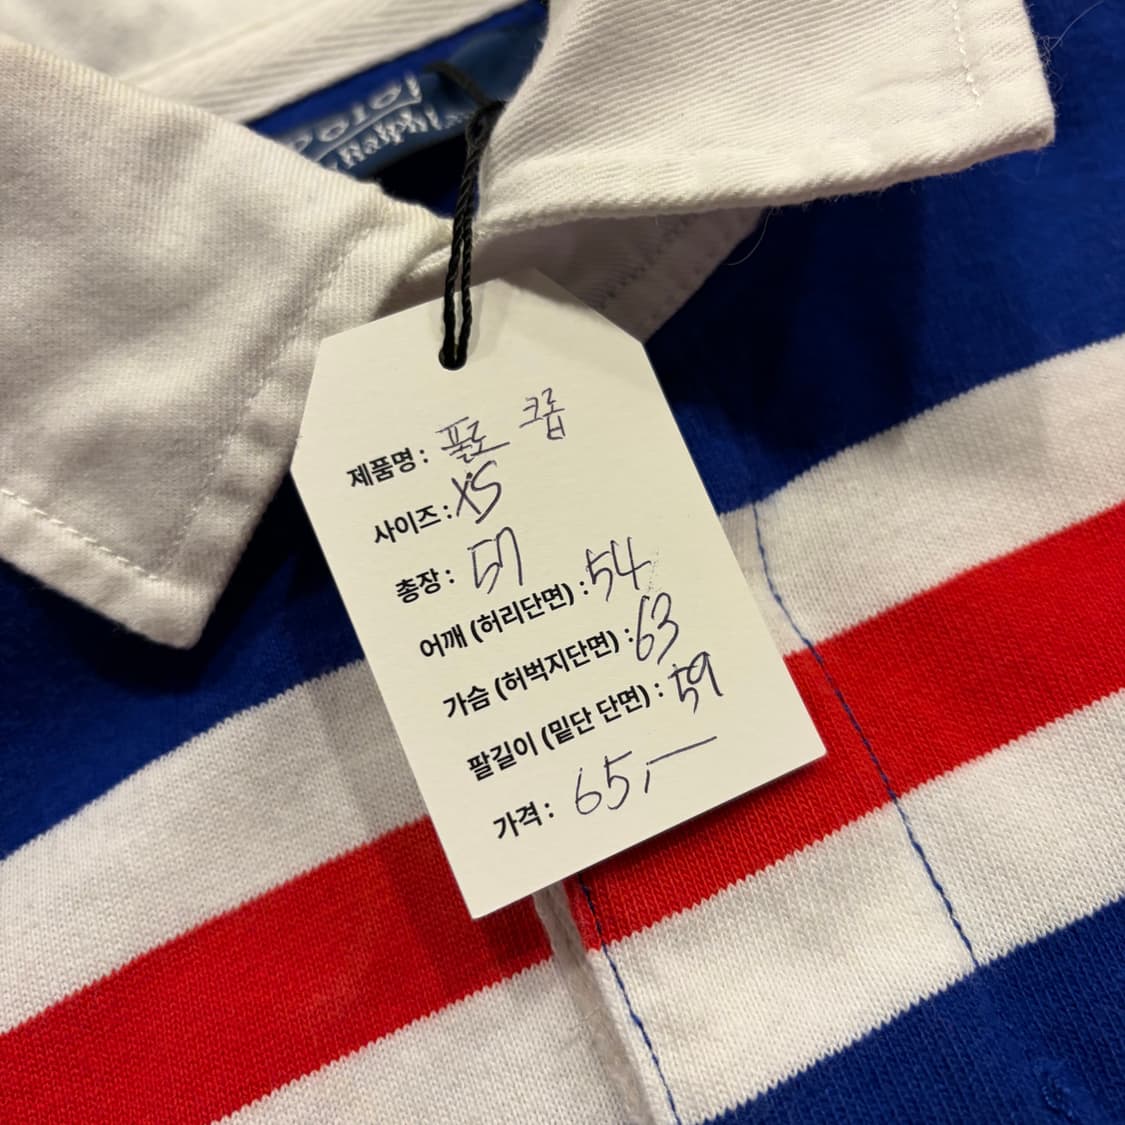 Polo
Ralph
제품명 : 폴로 크롭
사이즈 : XS
총장 : 57
어깨 (허리단면) : 54
가슴 (허벅지단면) : 63
팔길이 (밑단 단면) : 59
가격 : 65,—